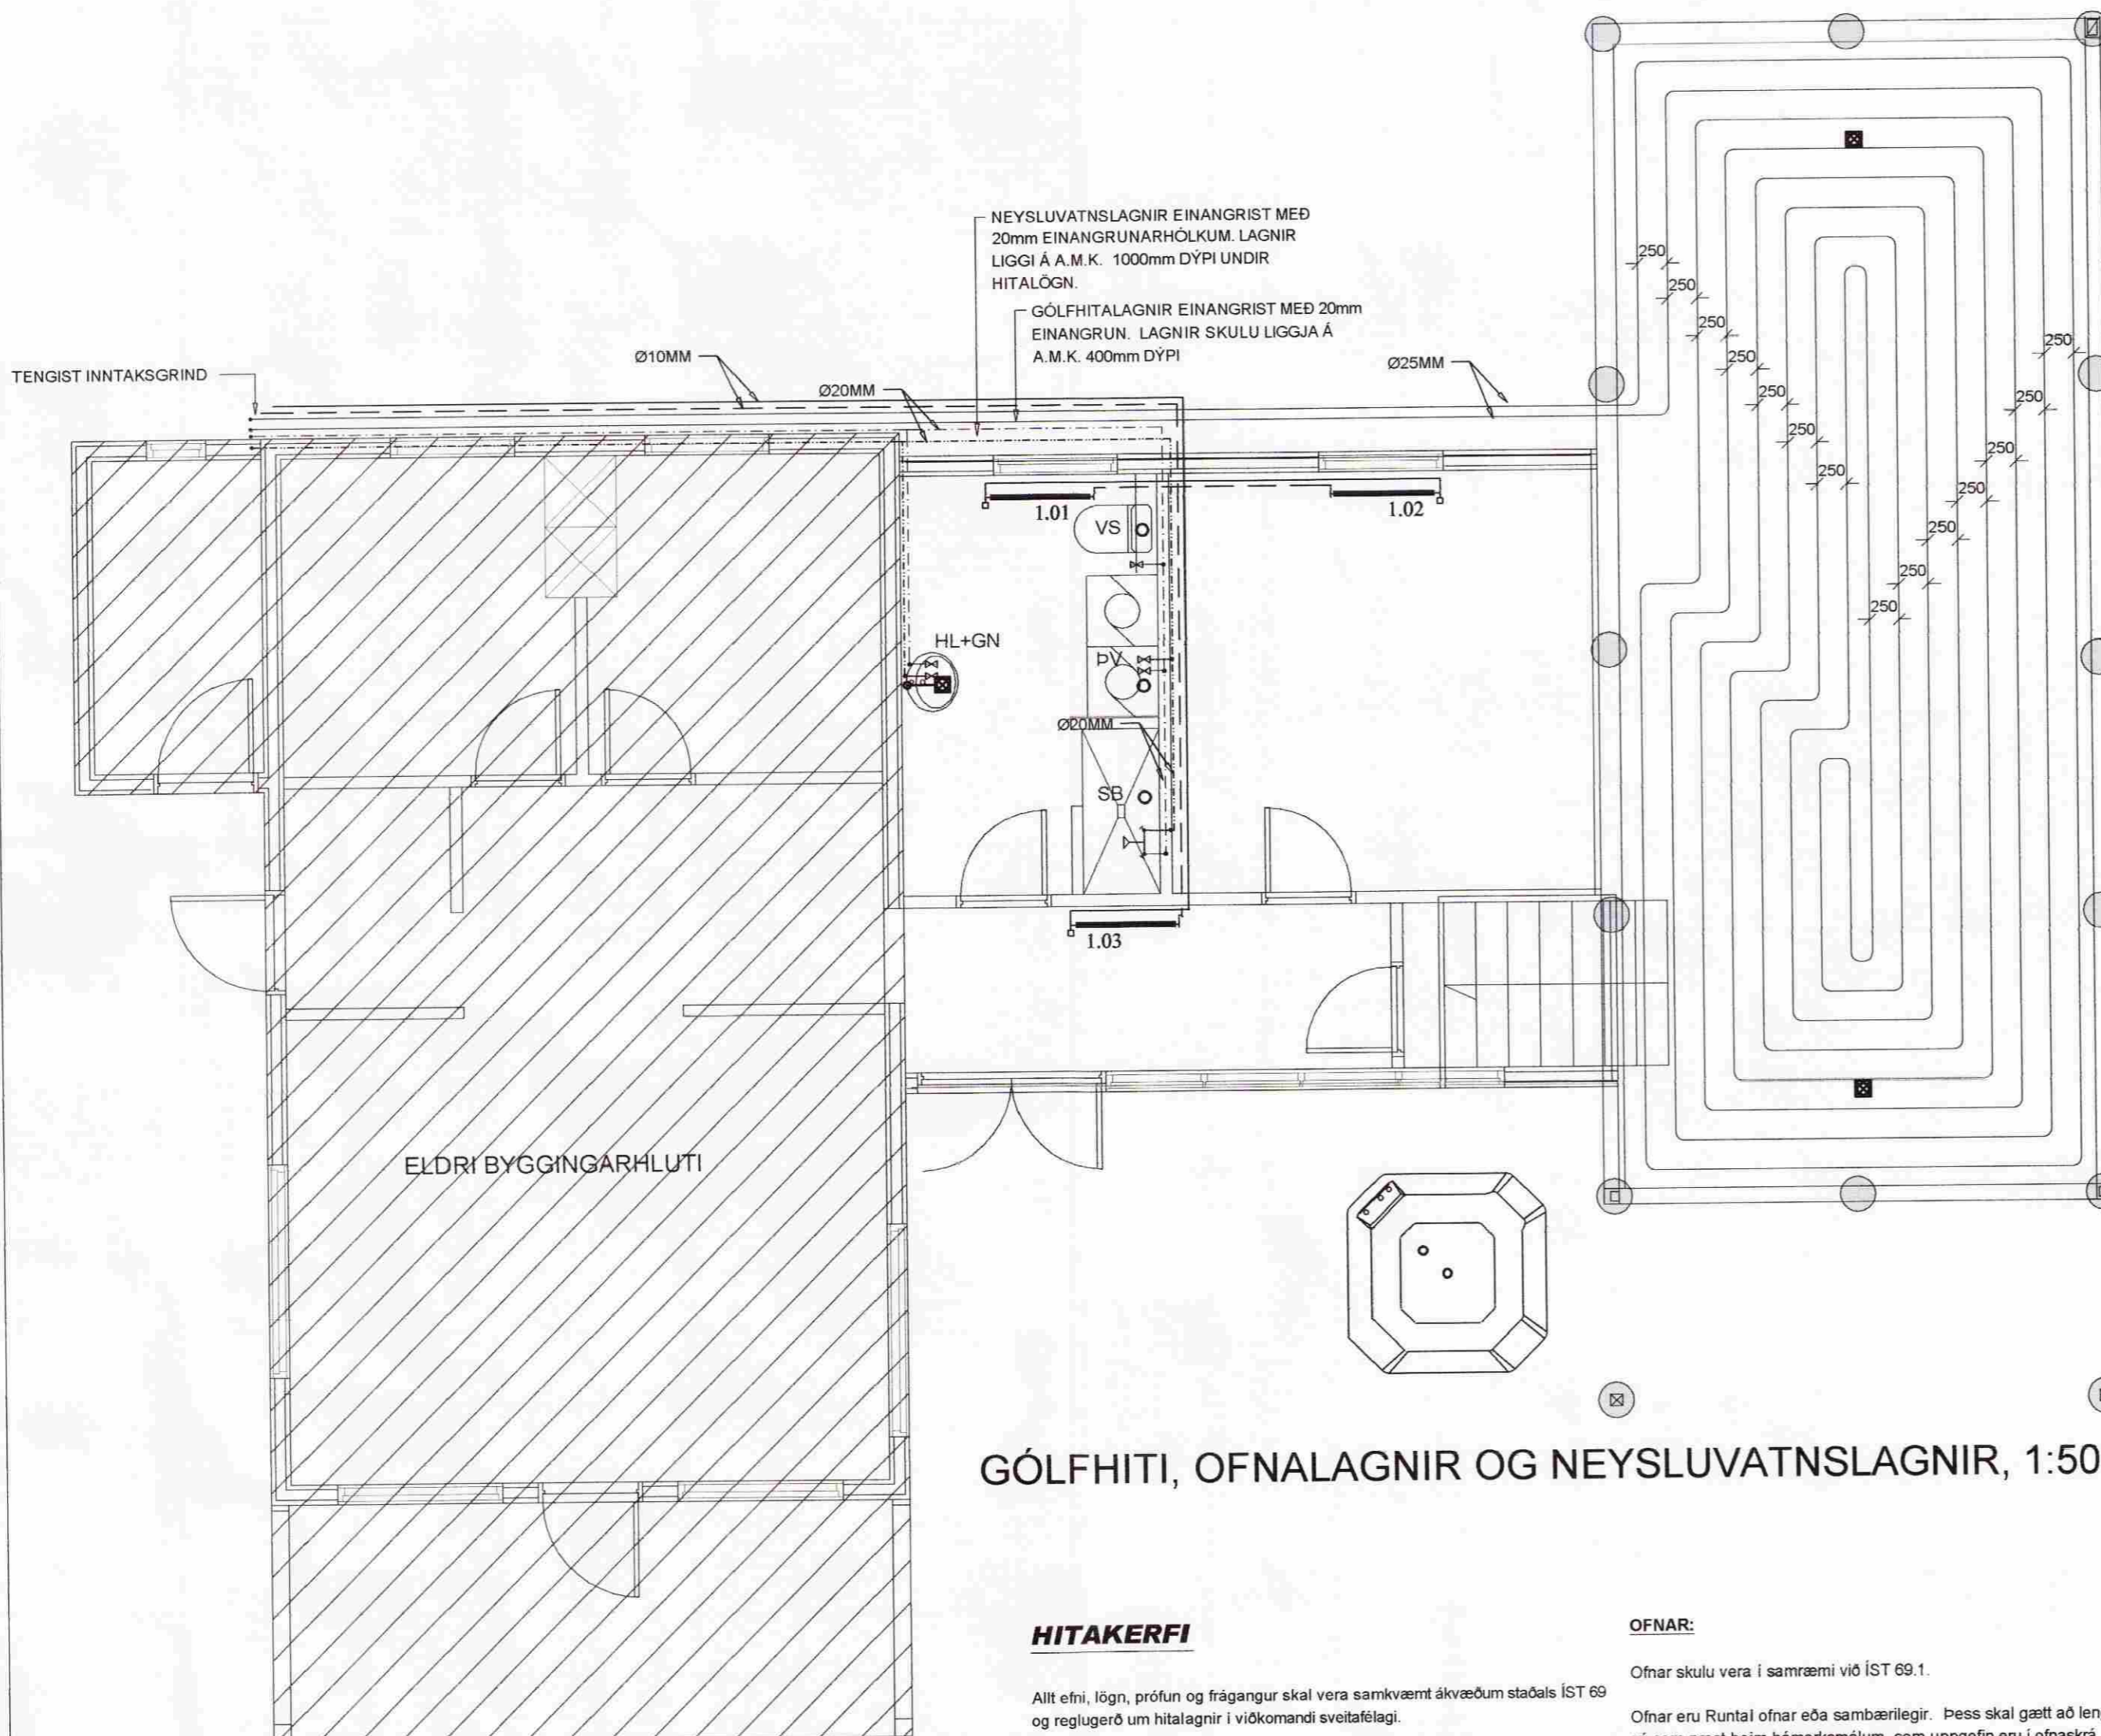 NEYSLUVATNSLAGNIR EINANGRIST MEÐ
20mm EINANGRUNARHÓLKUM. LAGNIR
LIGGI Á A.M.K. 1000mm DÝPI UNDIR
HITALÖGN.
GÓLFHITALAGNIR EINANGRIST MEÐ 20mm
EINANGRUN. LAGNIR SKULU LIGGJA Á
A.M.K. 400mm DÝPI
TENGIST INNTAKSGRIND
Ø10MM
Ø20MM
Ø25MM
250
250
250
250
250
250
250
250
250
250
250
250
250
250
1.01
1.02
VS
HL+GN
ÞV
Ø20MM
SB
1.03
ELDRI BYGGINGARHLUTI
GÓLFHITI, OFNALAGNIR OG NEYSLUVATNSLAGNIR, 1:50
HITAKERFI
Allt efni, lögn, prófun og frágangur skal vera samkvæmt ákvæðum staðals ÍST 69
og reglugerð um hitalagnir í viðkomandi sveitafélagi.
OFNAR:
Ofnar skulu vera í samræmi við ÍST 69.1.
Ofnar eru Runtal ofnar eða sambærilegir. Þess skal gætt að